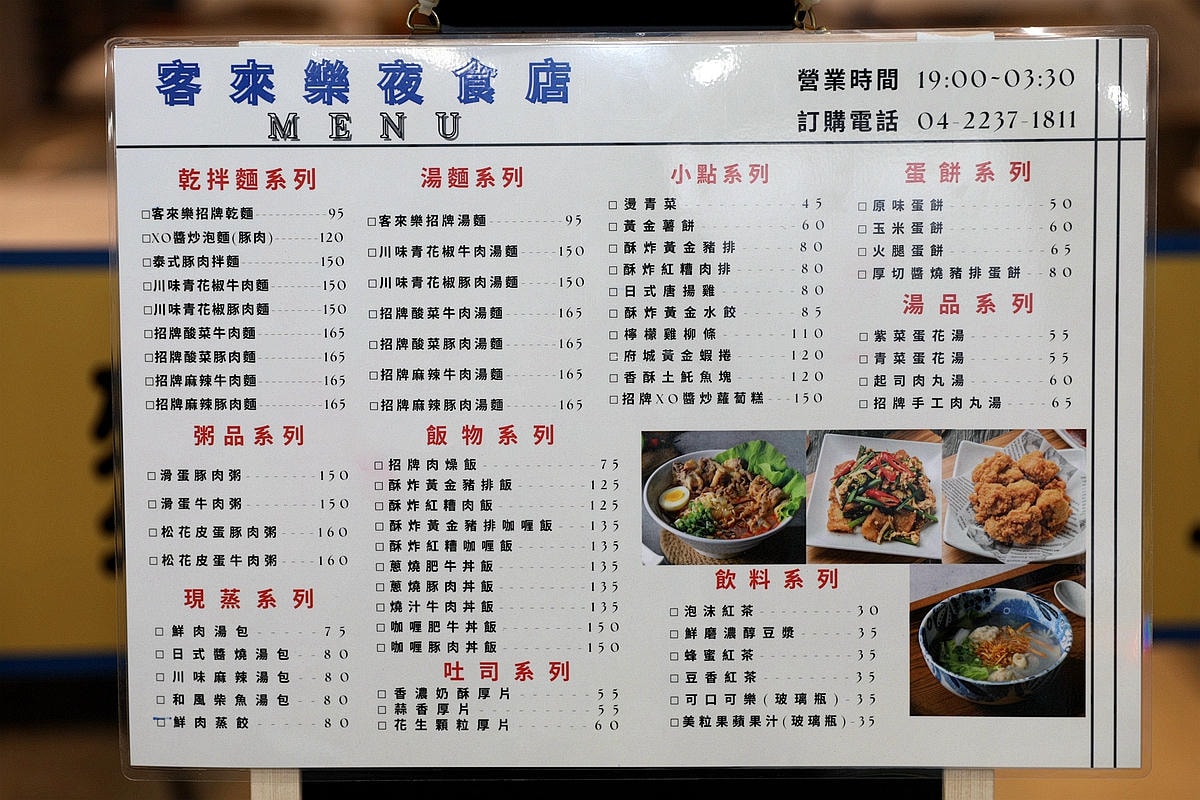 客來樂夜食店
MENU
營業時間 19:00~03:30
訂購電話 04-2237-1811
乾拌麵系列
□客來樂招牌乾麵------95
□XO醬炒泡麵(豚肉)------120
□泰式豚肉拌麵------150
□川味青花椒牛肉麵------150
□川味青花椒豚肉麵------150
□招牌酸菜牛肉麵------165
□招牌酸菜豚肉麵------165
□招牌麻辣牛肉麵------165
□招牌麻辣豚肉麵------165
粥品系列
□滑蛋豚肉粥------150
□滑蛋牛肉粥------150
□松花皮蛋豚肉粥------160
□松花皮蛋牛肉粥------160
現蒸系列
□鮮肉湯包------75
□日式醬燒湯包------80
□川味麻辣湯包------80
□和風柴魚湯包------80
□鮮肉蒸餃------80
湯麵系列
□客來樂招牌湯麵------95
□川味青花椒牛肉湯麵------150
□川味青花椒豚肉湯麵------150
□招牌酸菜牛肉湯麵------165
□招牌酸菜豚肉湯麵------165
□招牌麻辣牛肉湯麵------165
□招牌麻辣豚肉湯麵------165
飯物系列
□招牌肉燥飯------75
□酥炸黃金豬排飯------125
□酥炸紅糟肉飯------125
□酥炸黃金豬排咖喱飯------135
□酥炸紅糟咖喱飯------135
□蔥燒肥牛丼飯------135
□蔥燒豚肉丼飯------135
□燒汁牛肉丼飯------135
□咖喱肥牛丼飯------150
□咖喱豚肉丼飯------150
吐司系列
□香濃奶酥厚片------55
□蒜香厚片------55
□花生顆粒厚片------60
小點系列
□燙青菜------45
□黃金薯餅------60
□酥炸黃金豬排------80
□酥炸紅糟肉排------80
□日式唐揚雞------80
□酥炸黃金水餃------85
□檸檬雞柳條------110
□府城黃金蝦捲------120
□香酥土魠魚塊------120
□招牌XO醬炒蘿蔔糕---150
蛋餅系列
□原味蛋餅------50
□玉米蛋餅------60
□火腿蛋餅------65
□厚切醬燒豬排蛋餅---80
湯品系列
□紫菜蛋花湯------55
□青菜蛋花湯------55
□起司肉丸湯------60
□招牌手工肉丸湯------65
飲料系列
□泡沫紅茶------30
□鮮磨濃醇豆漿------35
□蜂蜜紅茶------35
□豆香紅茶------35
□可口可樂(玻璃瓶)---35
□美粒果蘋果汁(玻璃瓶)-35